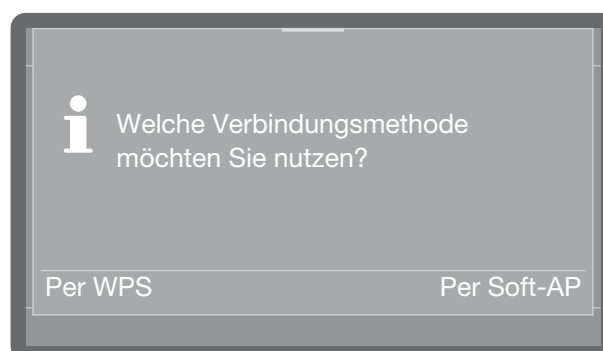 Welche Verbindungsmethode
möchten Sie nutzen?
Per WPS
Per Soft-AP